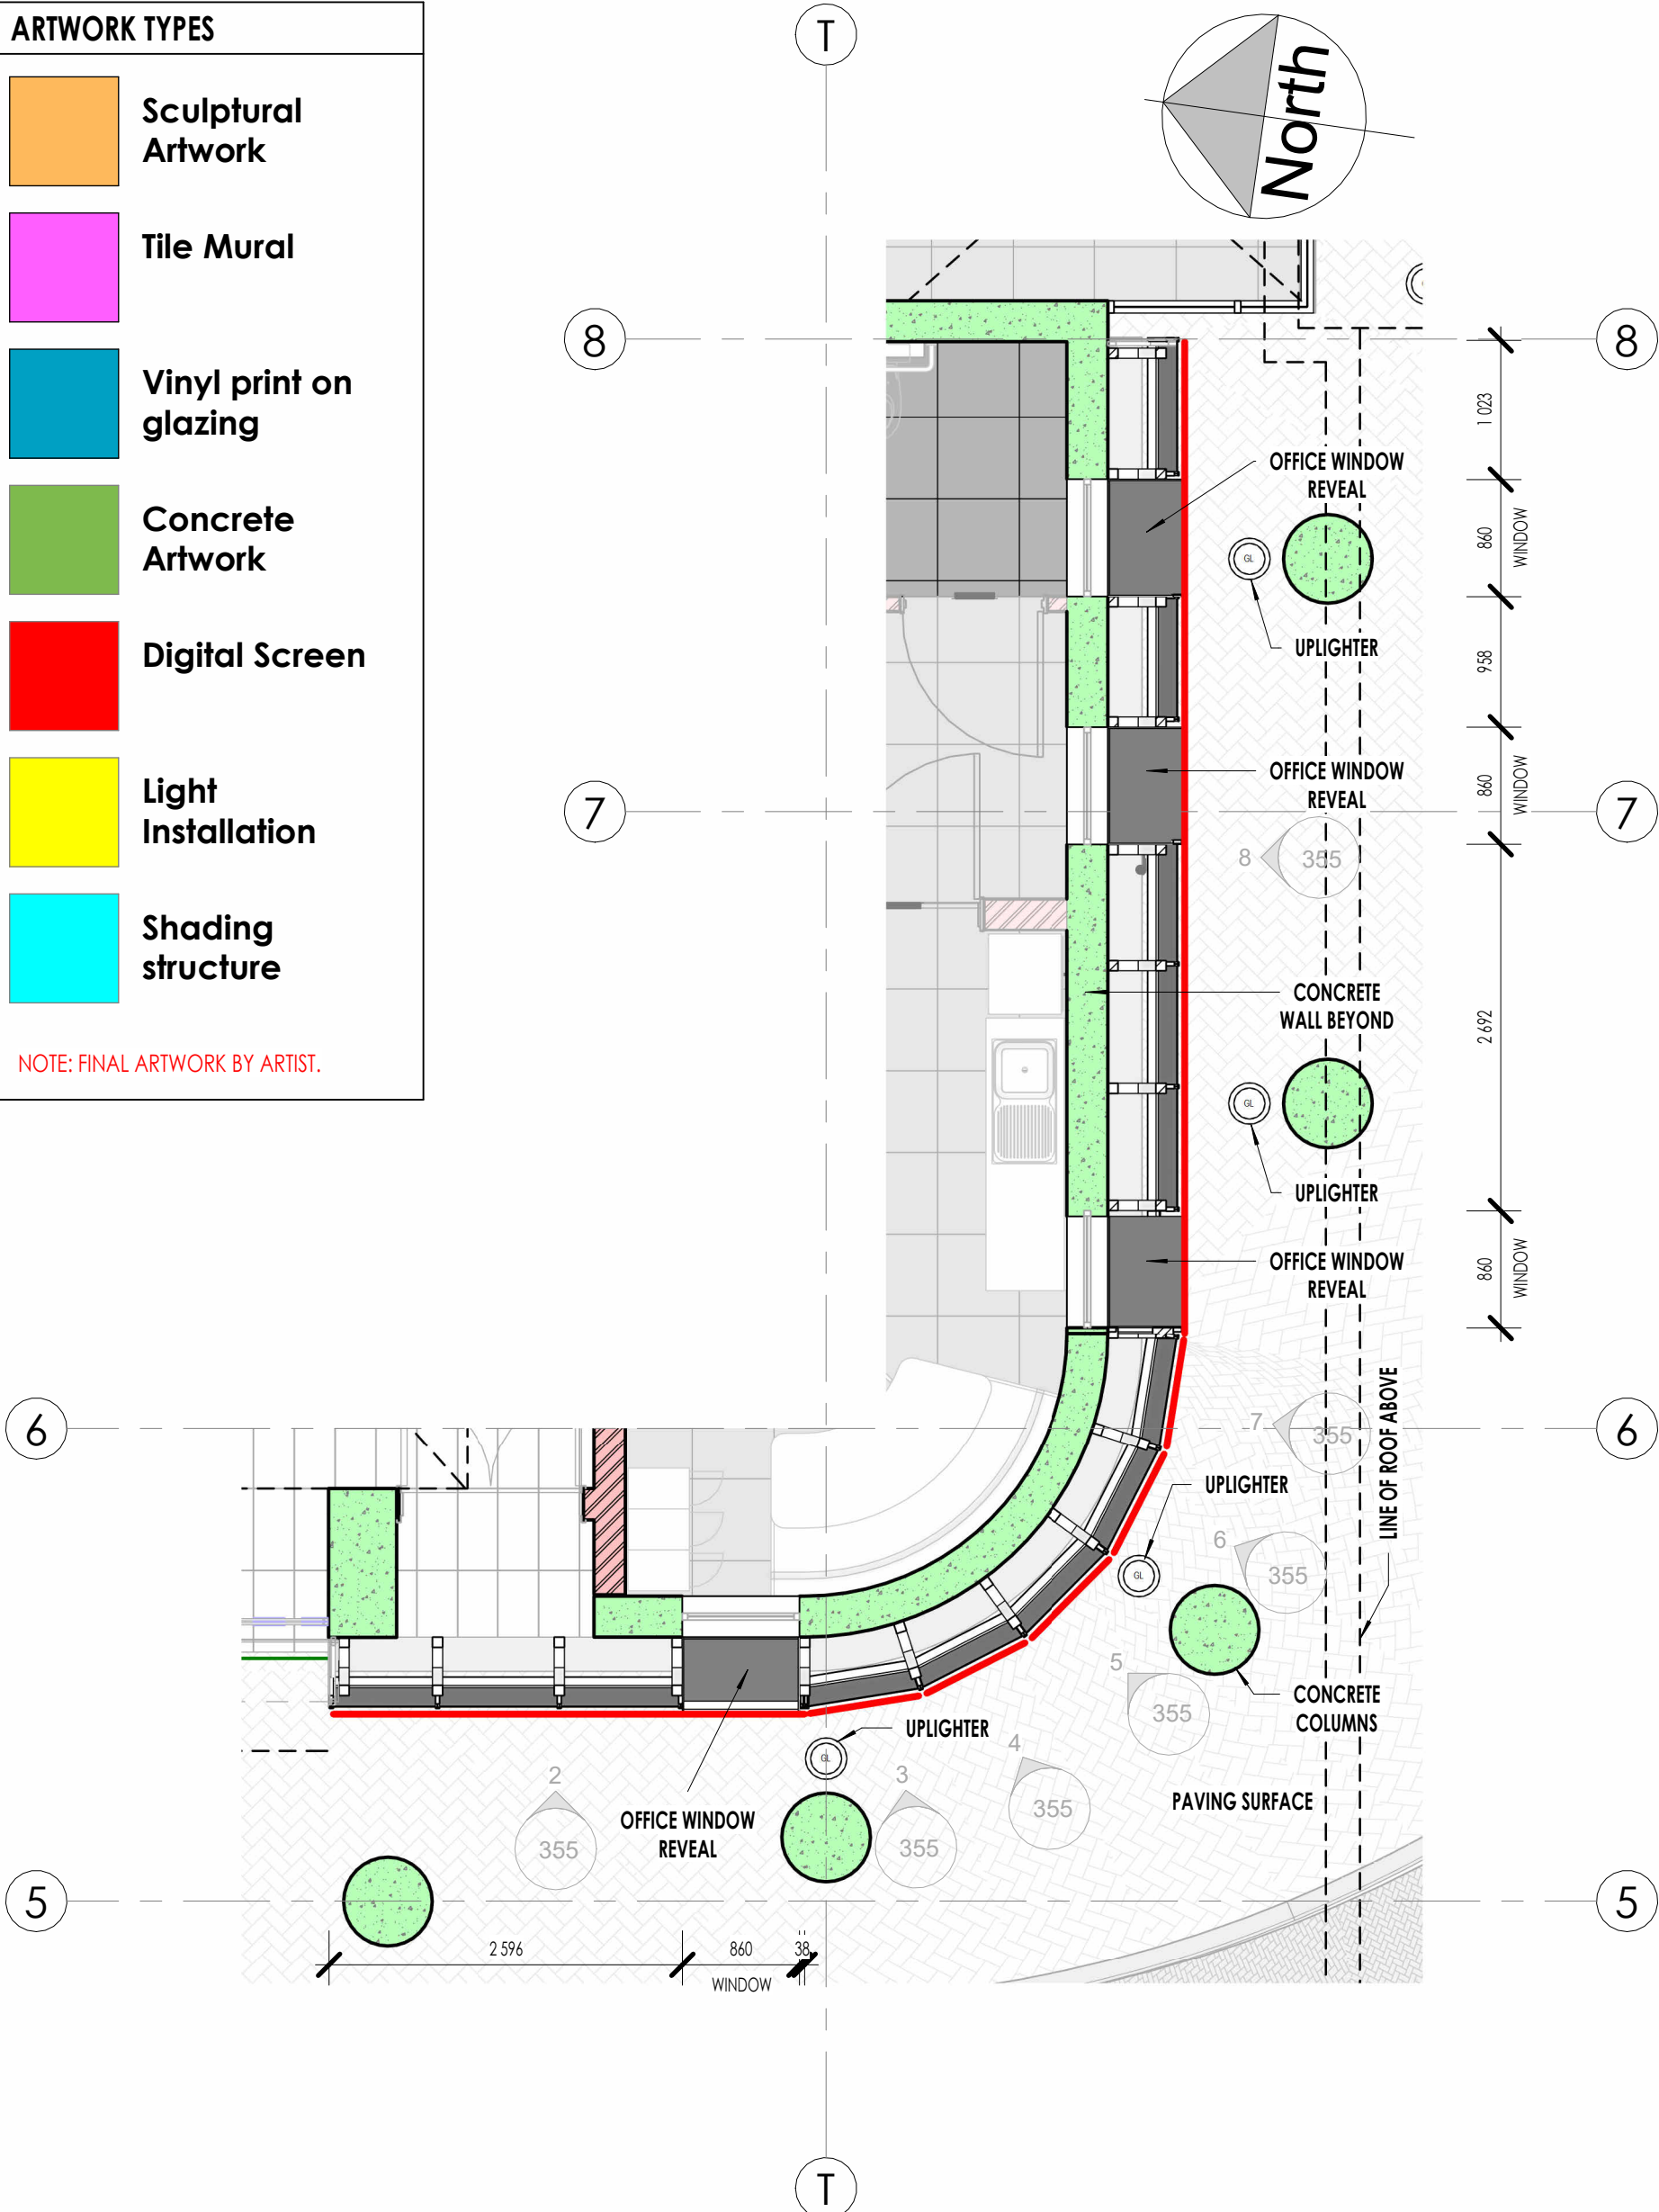 ARTWORK TYPES
Sculptural
Artwork
Tile Mural
Vinyl print on
glazing
Concrete
Artwork
Digital Screen
Light
Installation
Shading
structure
NOTE: FINAL ARTWORK BY ARTIST.
T
North
8
8
1 023
OFFICE WINDOW
REVEAL
860
WINDOW
GL
UPLIGHTER
958
OFFICE WINDOW
REVEAL
860
WINDOW
7
7
8
355
CONCRETE
WALL BEYOND
2 692
GL
UPLIGHTER
OFFICE WINDOW
REVEAL
860
WINDOW
LINE OF ROOF ABOVE
6
6
7
355
UPLIGHTER
GL
6
355
5
355
CONCRETE
COLUMNS
UPLIGHTER
GL
4
355
3
355
2
355
OFFICE WINDOW
REVEAL
PAVING SURFACE
5
5
2 596
860
38
WINDOW
T